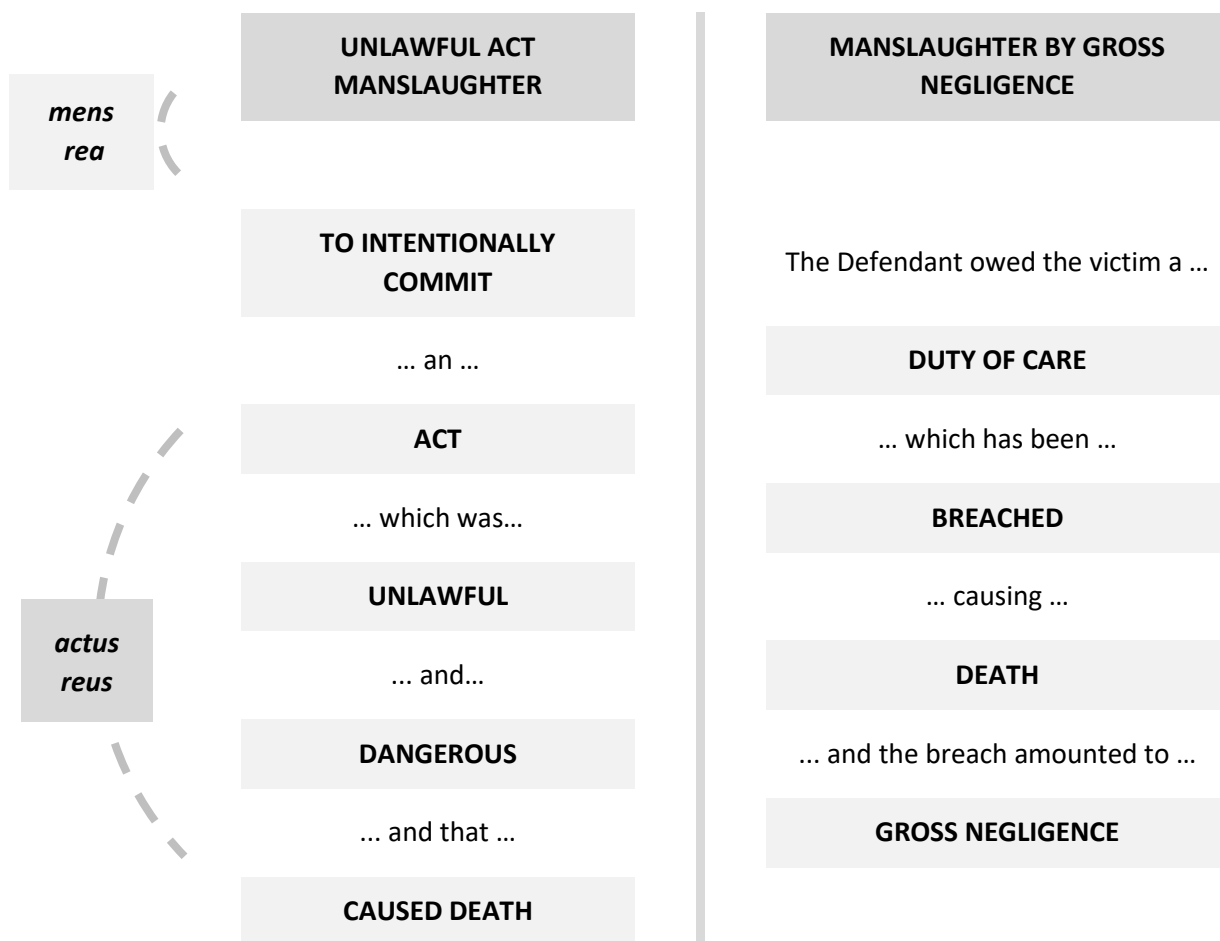 UNLAWFUL ACT
MANSLAUGHTER
mens
rea
TO INTENTIONALLY
COMMIT
… an …
ACT
… which was…
UNLAWFUL
actus
reus
... and…
DANGEROUS
... and that …
CAUSED DEATH
MANSLAUGHTER BY GROSS
NEGLIGENCE
The Defendant owed the victim a …
DUTY OF CARE
… which has been …
BREACHED
… causing …
DEATH
... and the breach amounted to …
GROSS NEGLIGENCE